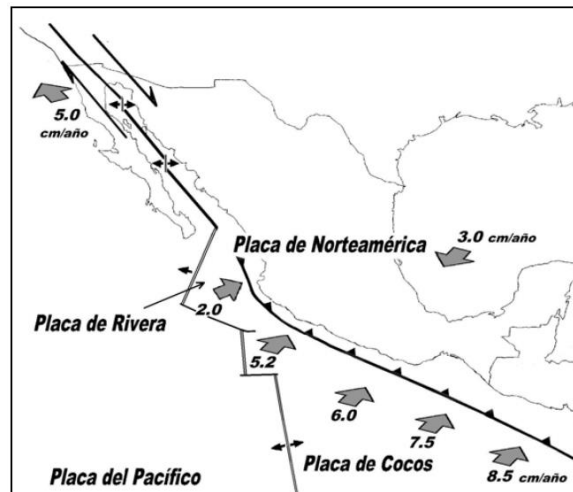 5.0
cm/año
3.0 cm/año
Placa de Norteamérica
Placa de Rivera
2.0
5.2
6.0
7.5
Placa de Cocos
8.5 cm/año
Placa del Pacífico